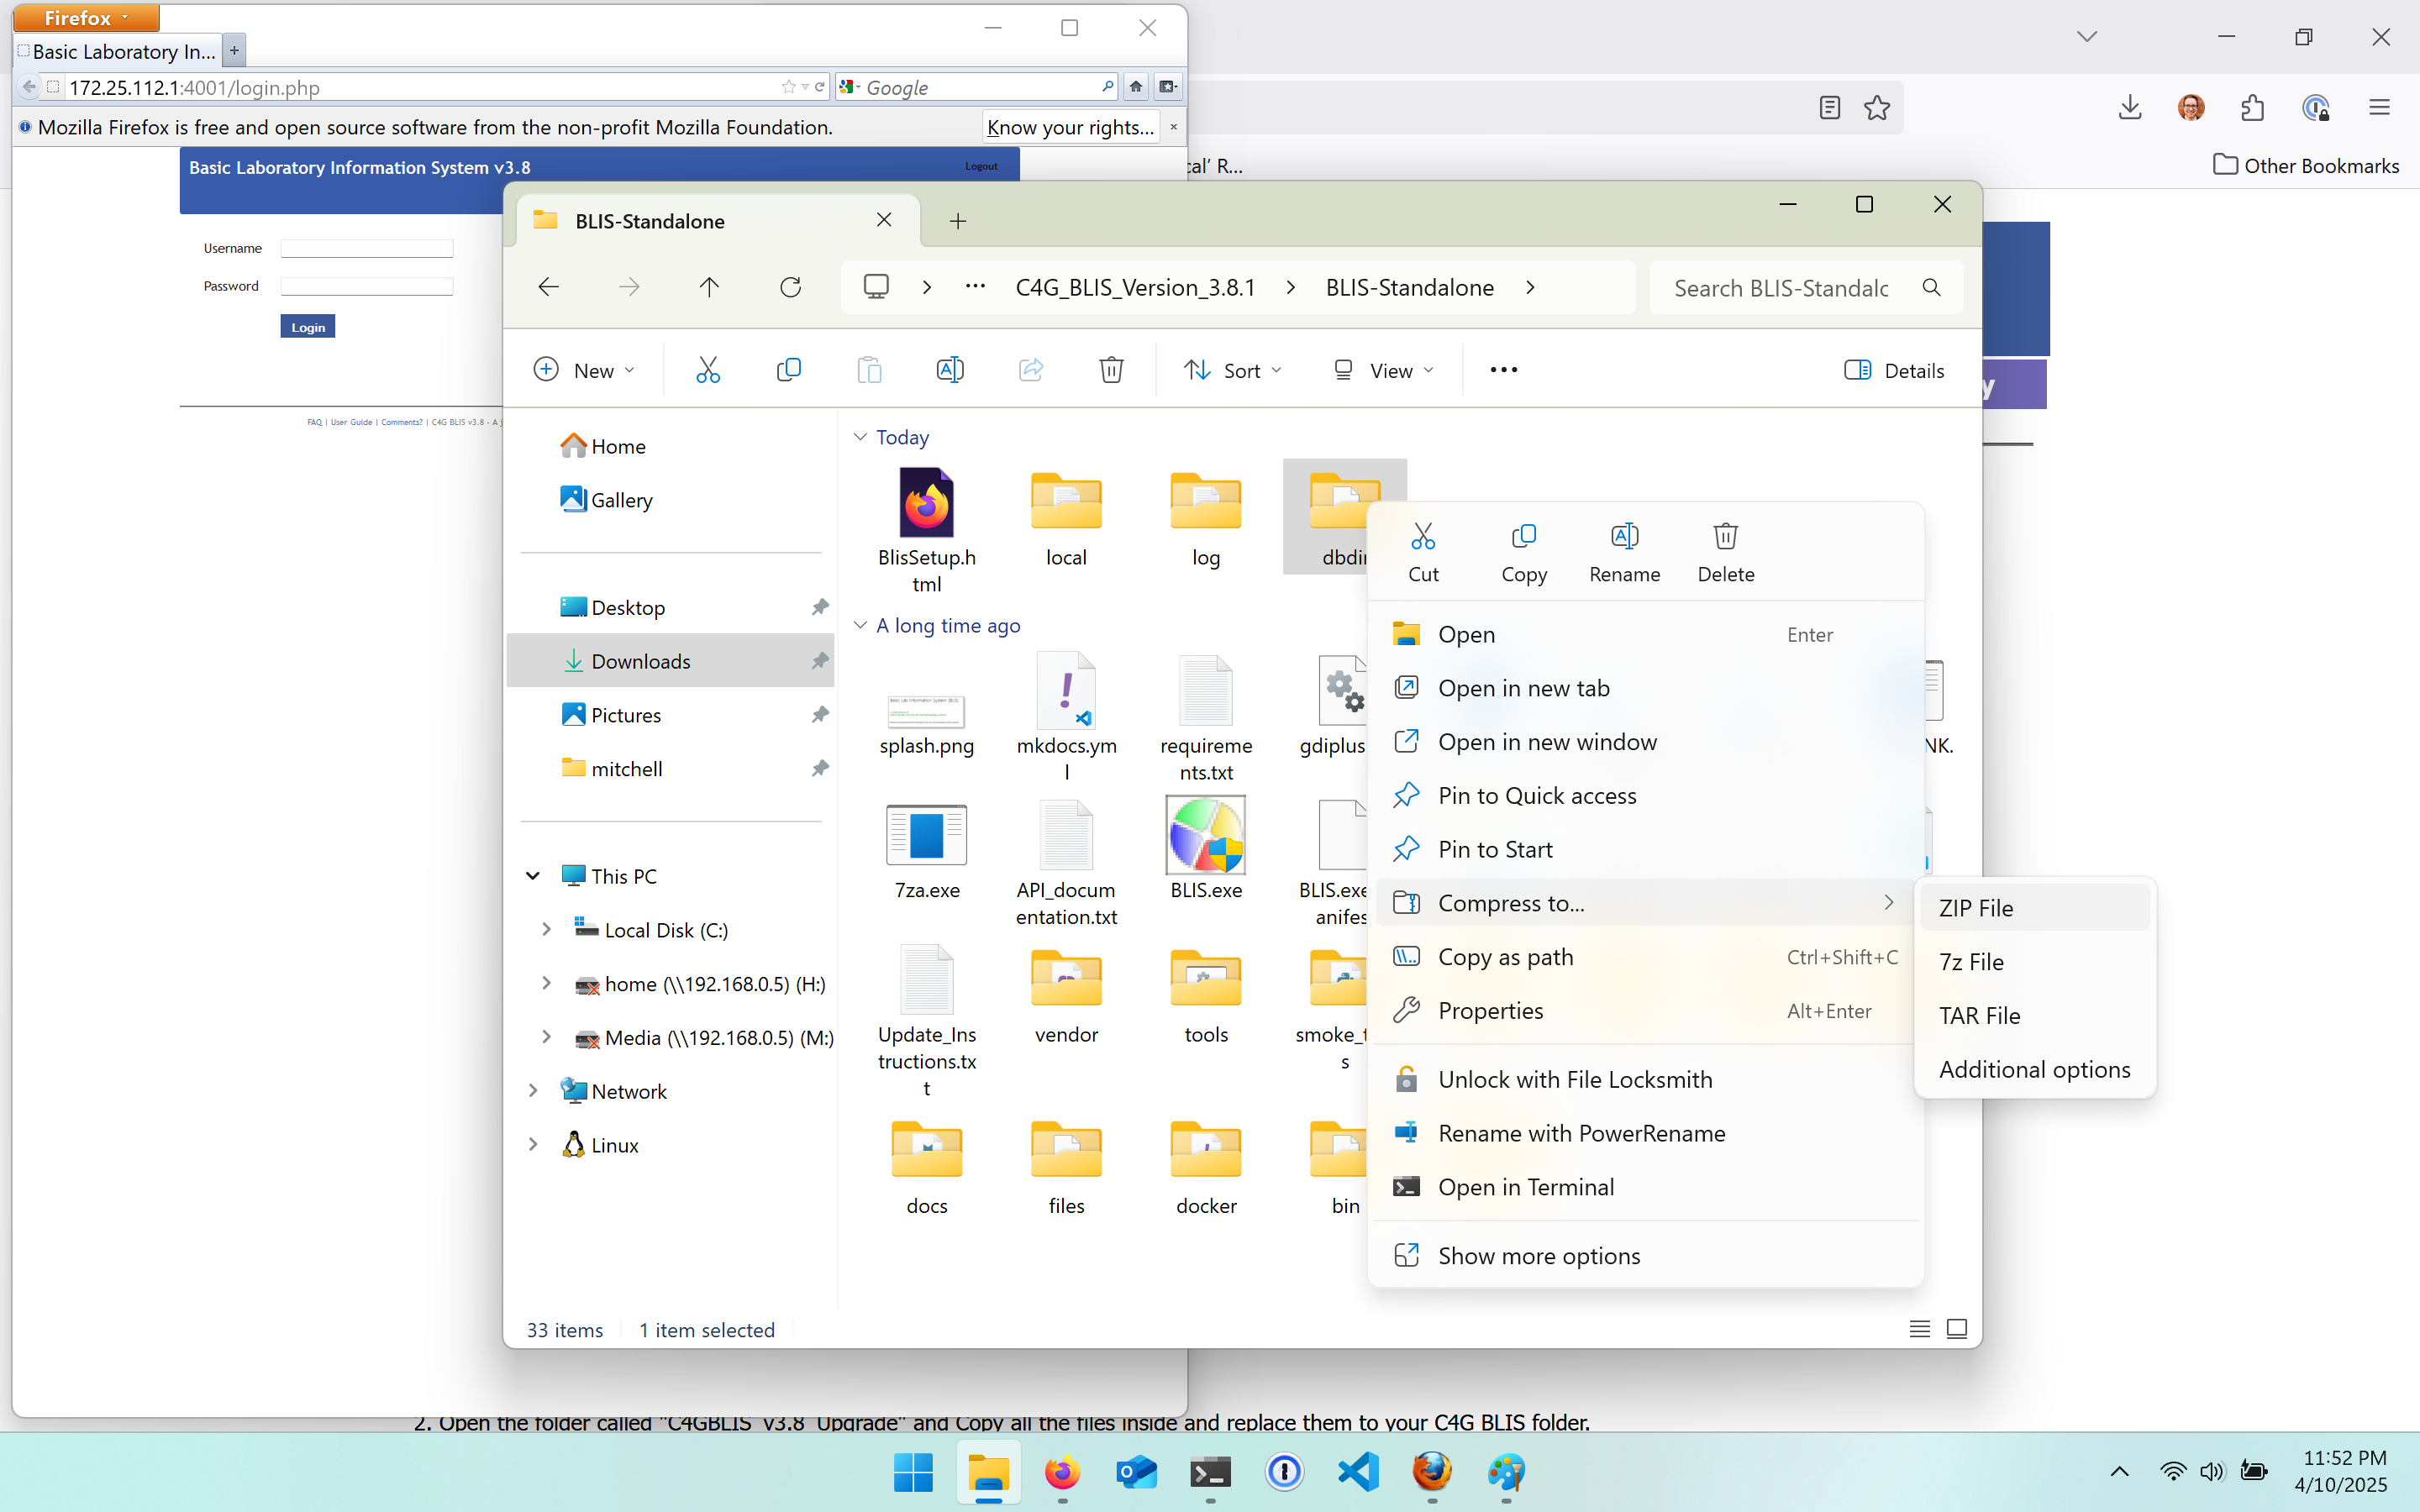 Firefox
Basic Laboratory In...
172.25.112.1:4001/login.php
Google
Mozilla Firefox is free and open source software from the non-profit Mozilla Foundation.
Know your rights...
Basic Laboratory Information System v3.8
Logout
Username
Password
Login
FAQ | User Guide | Comments? | C4G BLIS v3.8 - A
cal' R...
Other Bookmarks
y
BLIS-Standalone
C4G_BLIS_Version_3.8.1
BLIS-Standalone
Search BLIS-Standalc
New
Sort
View
Details
Home
Gallery
Desktop
Downloads
Pictures
mitchell
This PC
Local Disk (C:)
home (\\192.168.0.5) (H:)
Media (\\192.168.0.5) (M:)
Network
Linux
Today
BlisSetup.h
tml
local
log
dbdir
A long time ago
splash.png
mkdocs.ym
l
requireme
nts.txt
gdiplus
NK.
7za.exe
API_docum
entation.txt
BLIS.exe
BLIS.exe
anifes
Update_Ins
tructions.tx
t
vendor
tools
smoke_t
s
docs
files
docker
bin
33 items
1 item selected
Cut
Copy
Rename
Delete
Open
Enter
Open in new tab
Open in new window
Pin to Quick access
Pin to Start
Compress to...
Copy as path
Ctrl+Shift+C
Properties
Alt+Enter
Unlock with File Locksmith
Rename with PowerRename
Open in Terminal
Show more options
ZIP File
7z File
TAR File
Additional options
2. Open the folder called "C4GBLIS v3.8 Upgrade" and Copy all the files inside and replace them to your C4G BLIS folder.
11:52 PM
4/10/2025